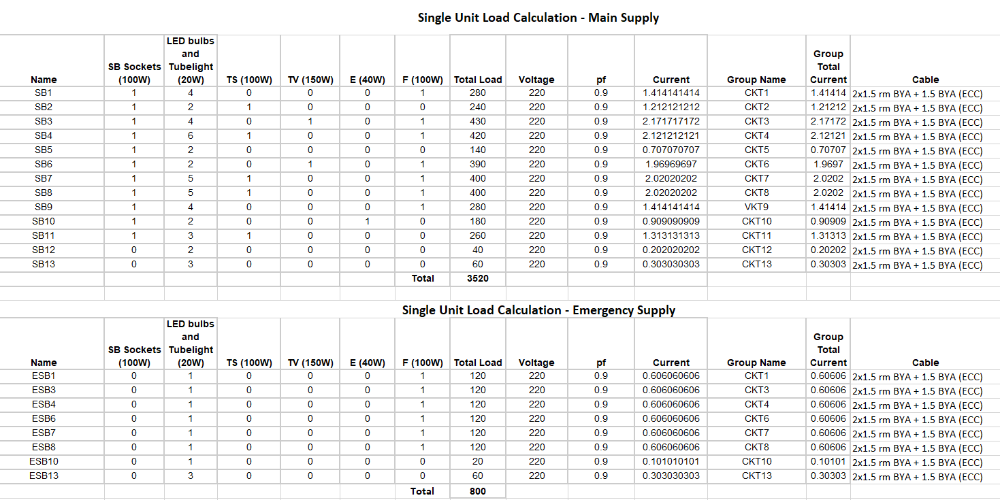 Single Unit Load Calculation - Main Supply
Name SB Sockets (100W) LED bulbs and Tubelight (20W) TS (100W) TV (150W) E (40W) F (100W) Total Load Voltage pf Current Group Name Group Total Current Cable
SB1 1 4 0 0 0 1 280 220 0.9 1.414141414 CKT1 1.41414 2x1.5 rm BYA + 1.5 BYA (ECC)
SB2 1 2 1 0 0 0 240 220 0.9 1.212121212 CKT2 1.21212 2x1.5 rm BYA + 1.5 BYA (ECC)
SB3 1 4 0 1 0 1 430 220 0.9 2.171717172 CKT3 2.17172 2x1.5 rm BYA + 1.5 BYA (ECC)
SB4 1 6 1 0 0 1 420 220 0.9 2.121212121 CKT4 2.12121 2x1.5 rm BYA + 1.5 BYA (ECC)
SB5 1 2 0 0 0 0 140 220 0.9 0.707070707 CKT5 0.70707 2x1.5 rm BYA + 1.5 BYA (ECC)
SB6 1 2 0 1 0 1 390 220 0.9 1.96969697 CKT6 1.9697 2x1.5 rm BYA + 1.5 BYA (ECC)
SB7 1 5 1 0 0 1 400 220 0.9 2.02020202 CKT7 2.0202 2x1.5 rm BYA + 1.5 BYA (ECC)
SB8 1 5 1 0 0 1 400 220 0.9 2.02020202 CKT8 2.0202 2x1.5 rm BYA + 1.5 BYA (ECC)
SB9 1 4 0 0 0 1 280 220 0.9 1.414141414 VKT9 1.41414 2x1.5 rm BYA + 1.5 BYA (ECC)
SB10 1 2 0 0 1 0 180 220 0.9 0.909090909 CKT10 0.90909 2x1.5 rm BYA + 1.5 BYA (ECC)
SB11 1 3 1 0 0 0 260 220 0.9 1.313131313 CKT11 1.31313 2x1.5 rm BYA + 1.5 BYA (ECC)
SB12 0 2 0 0 0 0 40 220 0.9 0.202020202 CKT12 0.20202 2x1.5 rm BYA + 1.5 BYA (ECC)
SB13 0 3 0 0 0 0 60 220 0.9 0.303030303 CKT13 0.30303 2x1.5 rm BYA + 1.5 BYA (ECC)
Total 3520
Single Unit Load Calculation - Emergency Supply
Name SB Sockets (100W) LED bulbs and Tubelight (20W) TS (100W) TV (150W) E (40W) F (100W) Total Load Voltage pf Current Group Name Group Total Current Cable
ESB1 0 1 0 0 0 1 120 220 0.9 0.606060606 CKT1 0.60606 2x1.5 rm BYA + 1.5 BYA (ECC)
ESB3 0 1 0 0 0 1 120 220 0.9 0.606060606 CKT3 0.60606 2x1.5 rm BYA + 1.5 BYA (ECC)
ESB4 0 1 0 0 0 1 120 220 0.9 0.606060606 CKT4 0.60606 2x1.5 rm BYA + 1.5 BYA (ECC)
ESB6 0 1 0 0 0 1 120 220 0.9 0.606060606 CKT6 0.60606 2x1.5 rm BYA + 1.5 BYA (ECC)
ESB7 0 1 0 0 0 1 120 220 0.9 0.606060606 CKT7 0.60606 2x1.5 rm BYA + 1.5 BYA (ECC)
ESB8 0 1 0 0 0 1 120 220 0.9 0.606060606 CKT8 0.60606 2x1.5 rm BYA + 1.5 BYA (ECC)
ESB10 0 1 0 0 0 0 20 220 0.9 0.101010101 CKT10 0.10101 2x1.5 rm BYA + 1.5 BYA (ECC)
ESB13 0 3 0 0 0 0 60 220 0.9 0.303030303 CKT13 0.30303 2x1.5 rm BYA + 1.5 BYA (ECC)
Total 800